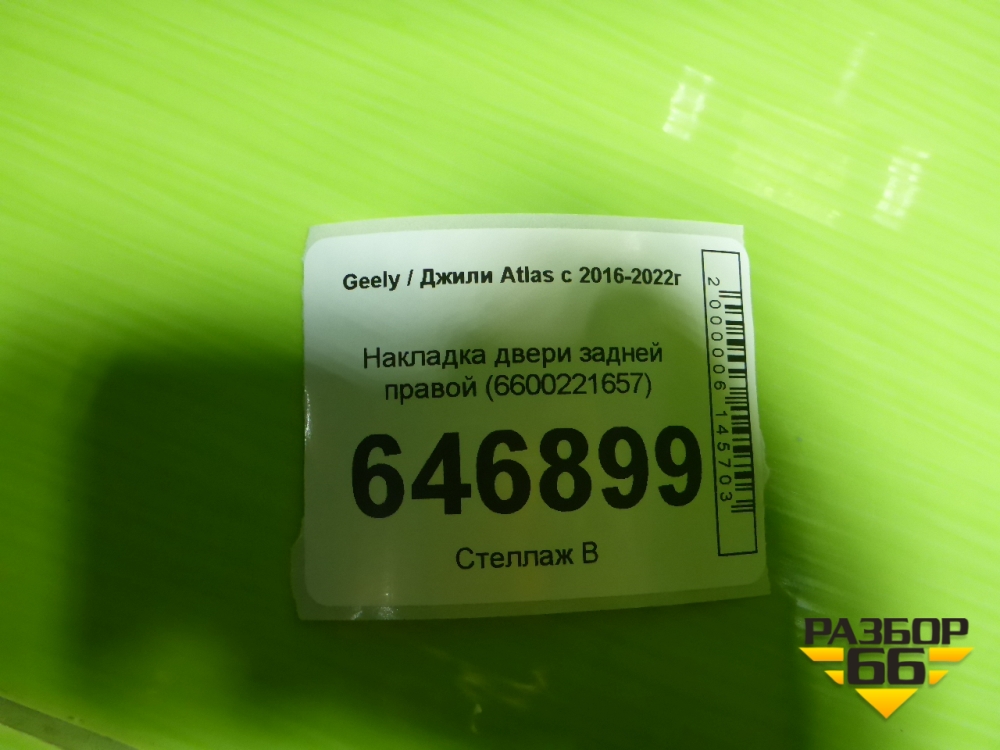 Geely / Джили Atlas с 2016-2022г
Накладка двери задней
правой (6600221657)
646899
Стеллаж В
2000006145703
РАЗБОР
66